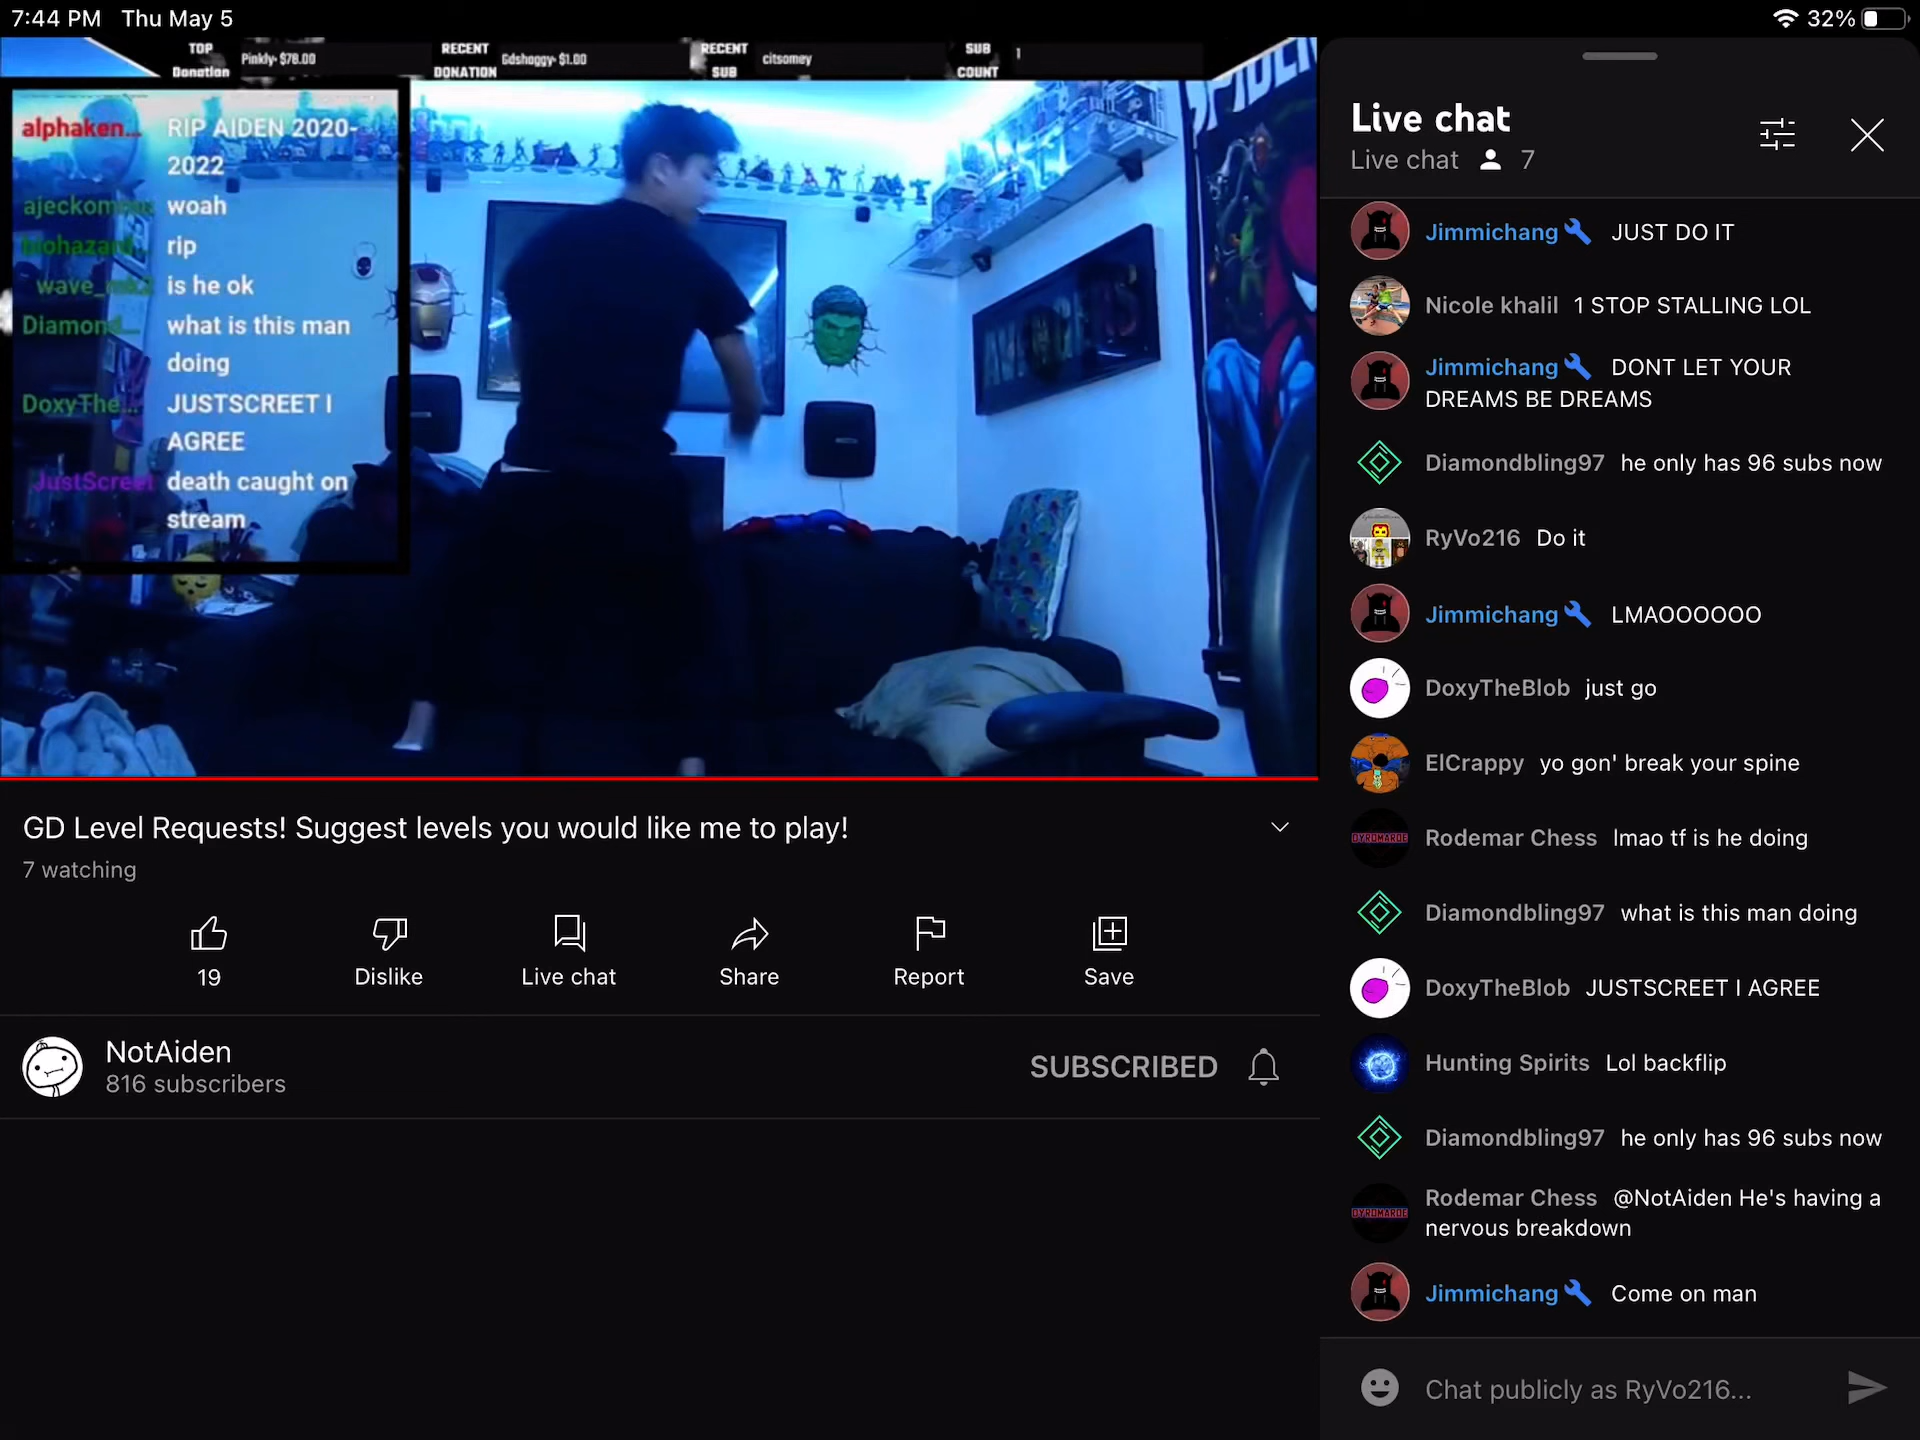 7:44 PM Thu May 5
32%
TOP Donation
Pinkly: $78.00
RECENT DONATION
Gdshaggy: $1.00
RECENT SUB
citsomey
SUB COUNT
1
alphaken... RIP AIDEN 2020-
2022
woah
rip
is he ok
Diamond... what is this man
doing
DoxyThe... JUSTSCREET I
AGREE
JustScreet death caught on
stream
GD Level Requests! Suggest levels you would like me to play!
7 watching
19
Dislike
Live chat
Share
Report
Save
NotAiden
816 subscribers
SUBSCRIBED
Live chat
Live chat 7
Jimmichang JUST DO IT
Nicole khalil 1 STOP STALLING LOL
Jimmichang DONT LET YOUR
DREAMS BE DREAMS
Diamondbling97 he only has 96 subs now
RyVo216 Do it
Jimmichang LMAOOOOOO
DoxyTheBlob just go
ElCrappy yo gon' break your spine
Rodemar Chess lmao tf is he doing
Diamondbling97 what is this man doing
DoxyTheBlob JUSTSCREET I AGREE
Hunting Spirits Lol backflip
Diamondbling97 he only has 96 subs now
Rodemar Chess @NotAiden He's having a
nervous breakdown
Jimmichang Come on man
Chat publicly as RyVo216...